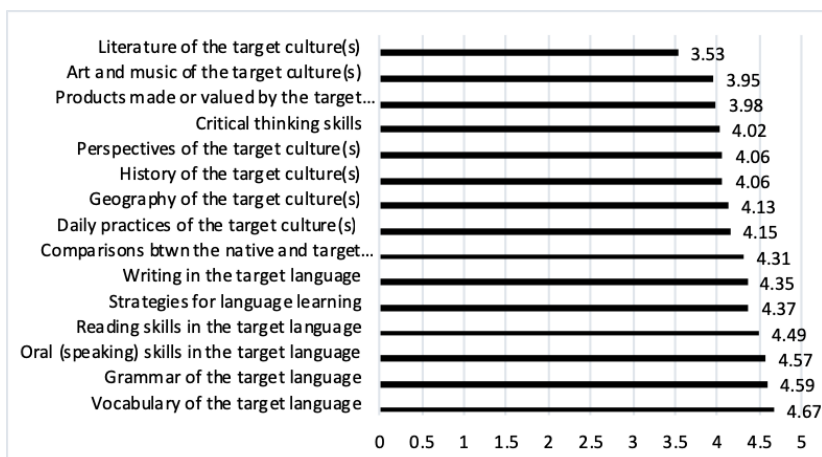 Literature of the target culture(s) 3.53
Art and music of the target culture(s) 3.95
Products made or valued by the target... 3.98
Critical thinking skills 4.02
Perspectives of the target culture(s) 4.06
History of the target culture(s) 4.06
Geography of the target culture(s) 4.13
Daily practices of the target culture(s) 4.15
Comparisons btwn the native and target... 4.31
Writing in the target language 4.35
Strategies for language learning 4.37
Reading skills in the target language 4.49
Oral (speaking) skills in the target language 4.57
Grammar of the target language 4.59
Vocabulary of the target language 4.67
0 0.5 1 1.5 2 2.5 3 3.5 4 4.5 5